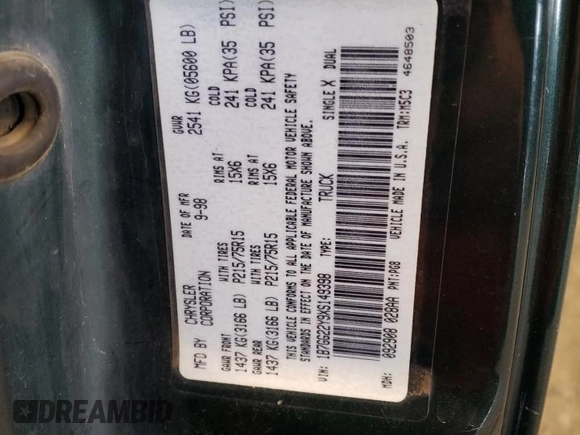 MFD BY CHRYSLER CORPORATION DATE OF MFR 9-98 GVWR 2541 KG(05600 LB)
GAWR FRONT WITH TIRES RIMS AT COLD
1437 KG(3166 LB) P215/75R15 15X6 241 KPA(35 PSI)
GAWR REAR WITH TIRES RIMS AT COLD
1437 KG(3166 LB) P215/75R15 15X6 241 KPA(35 PSI)
THIS VEHICLE CONFORMS TO ALL APPLICABLE FEDERAL MOTOR VEHICLE SAFETY
STANDARDS IN EFFECT ON THE DATE OF MANUFACTURE SHOWN ABOVE.
VIN: 1B7GG22Y9XS149398 TYPE: TRUCK SINGLE X DUAL
MDH: 092908 028AA PNT:PG8 VEHICLE MADE IN U.S.A. TRM:M5C3
4648503
DREAMBID